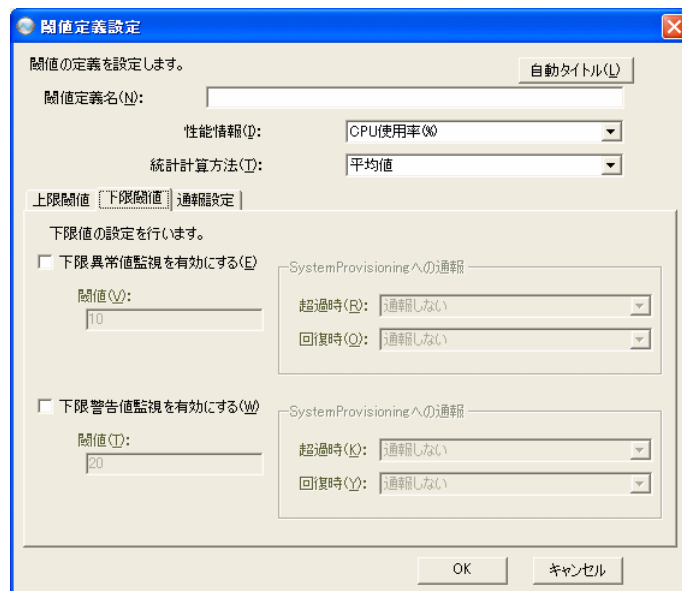 閾値定義設定
閾値の定義を設定します。
自動タイトル(L)
閾値定義名(N):
性能情報(I):
CPU使用率(%)
統計計算方法(T):
平均値
上限閾値 下限閾値 通報設定
下限値の設定を行います。
下限異常値監視を有効にする(E)
SystemProvisioningへの通報
閾値(V):
10
超過時(R): 通報しない
回復時(O): 通報しない
下限警告値監視を有効にする(W)
SystemProvisioningへの通報
閾値(T):
20
超過時(K): 通報しない
回復時(Y): 通報しない
OK
キャンセル